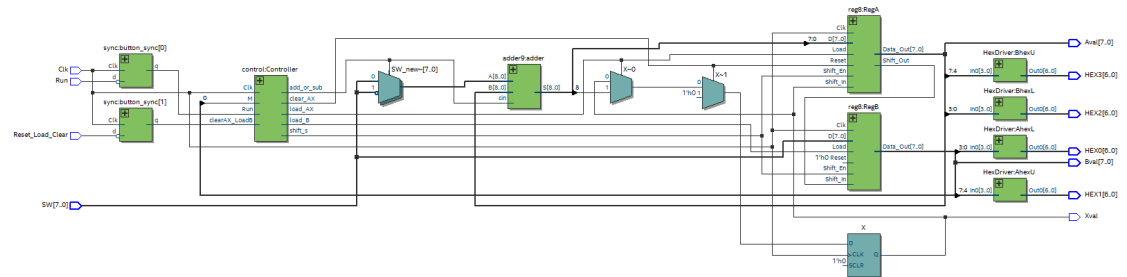 reg8:RegA
Clk
7:0 D[7..0]
Load
Reset
Shift_En
Shift_In
Data_Out[7..0]
Shift_Out
sync:button_sync[0]
Clk
d
q
Clk
Run
sync:button_sync[1]
Clk
d
q
Reset_Load_Clear
control:Controller
Clk
0 M
Run
clearAX_LoadB
add_or_sub
clear_AX
load_AX
load_B
shift_s
SW_new~[7..0]
0
1
adder9:adder
A[8..0]
B[8..0]
cin
S[8..0]
8
X~0
0
1
X~1
0
1'h0 1
reg8:RegB
Clk
D[7..0]
Load
1'h0 Reset
Shift_En
Shift_In
Data_Out[7..0]
Aval[7..0]
HexDriver:BhexU
7:4 In0[3..0] Out0[6..0]
HEX3[6..0]
HexDriver:BhexL
3:0 In0[3..0] Out0[6..0]
HEX2[6..0]
HexDriver:AhexL
3:0 In0[3..0] Out0[6..0]
HEX0[6..0]
Bval[7..0]
HexDriver:AhexU
7:4 In0[3..0] Out0[6..0]
HEX1[6..0]
SW[7..0]
Xval
X
D
CLK
1'h0 SCLR
Q